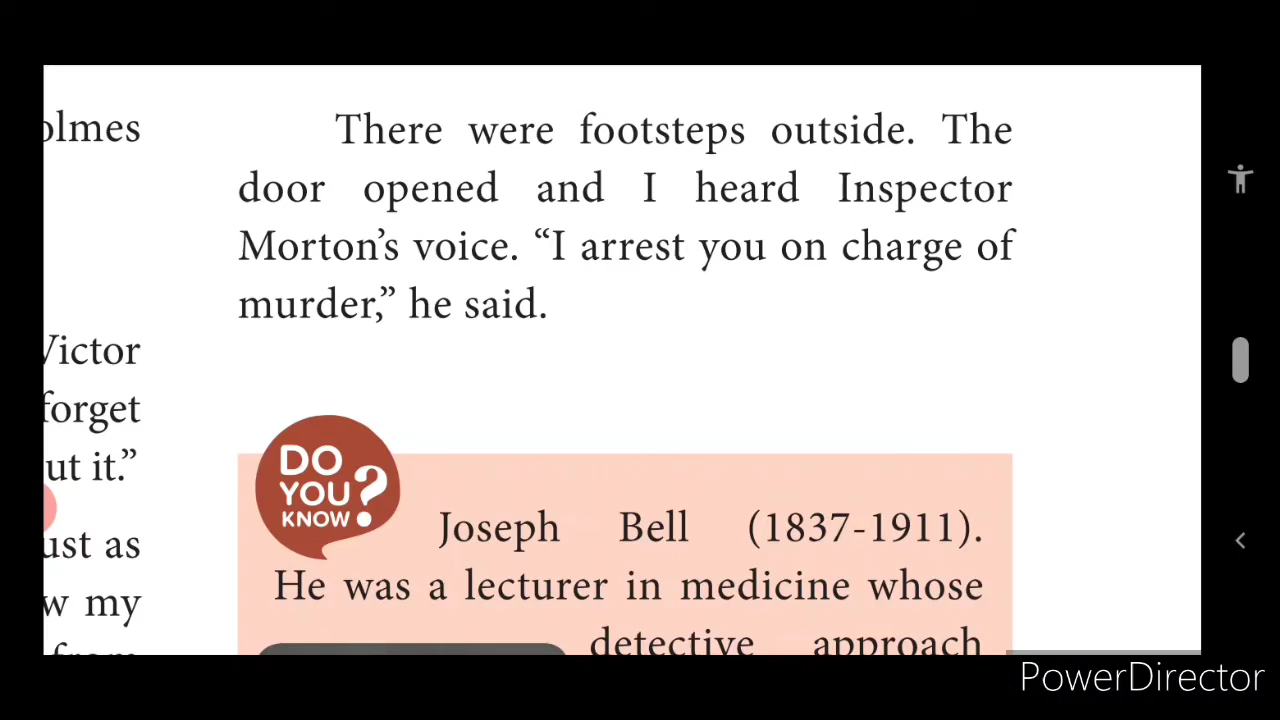 olmes
Victor
forget
ut it.”
ust as
w my
from
There were footsteps outside. The
door opened and I heard Inspector
Morton’s voice. “I arrest you on charge of
murder,” he said.
DO
YOU
KNOW?
Joseph Bell (1837-1911).
He was a lecturer in medicine whose
detective approach
PowerDirector